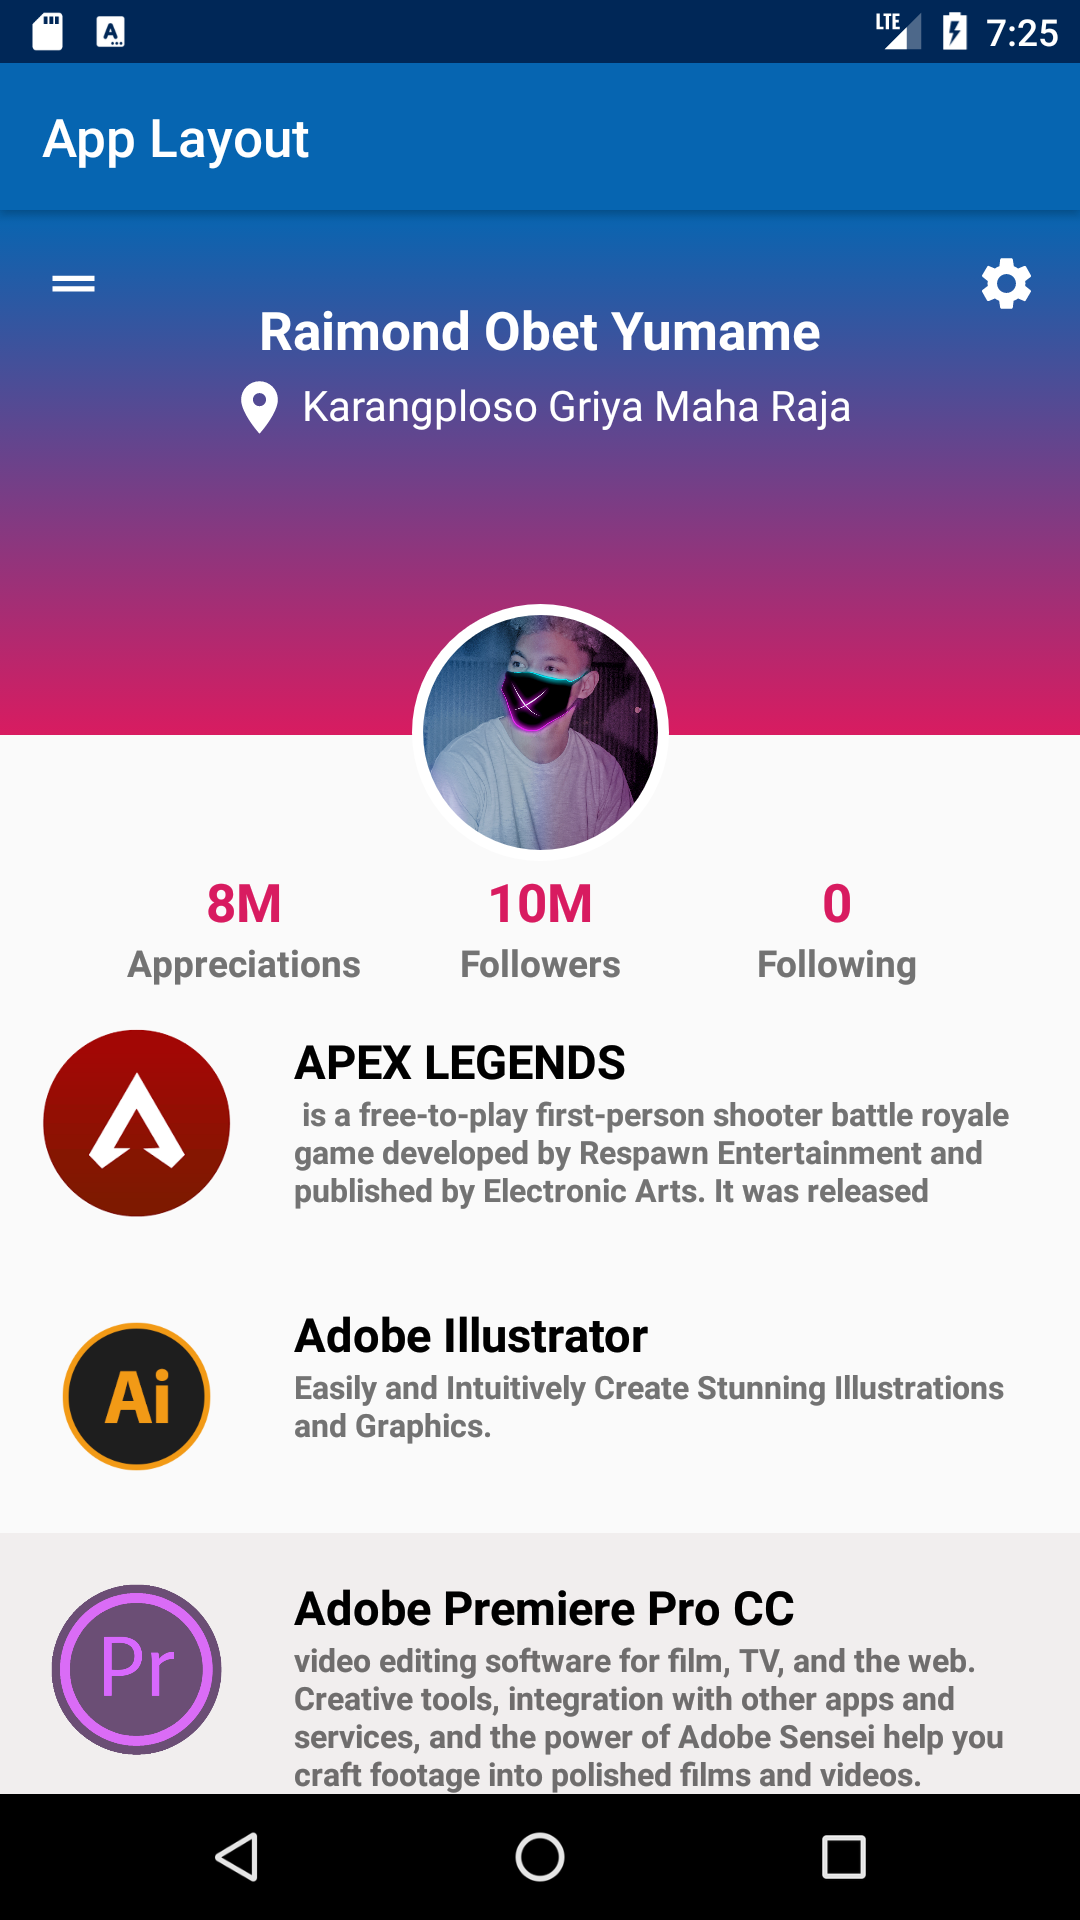 LTE 7:25
App Layout
Raimond Obet Yumame
Karangploso Griya Maha Raja
8M 10M 0
Appreciations Followers Following
APEX LEGENDS
is a free-to-play first-person shooter battle royale
game developed by Respawn Entertainment and
published by Electronic Arts. It was released
Ai
Adobe Illustrator
Easily and Intuitively Create Stunning Illustrations
and Graphics.
Pr
Adobe Premiere Pro CC
video editing software for film, TV, and the web.
Creative tools, integration with other apps and
services, and the power of Adobe Sensei help you
craft footage into polished films and videos.